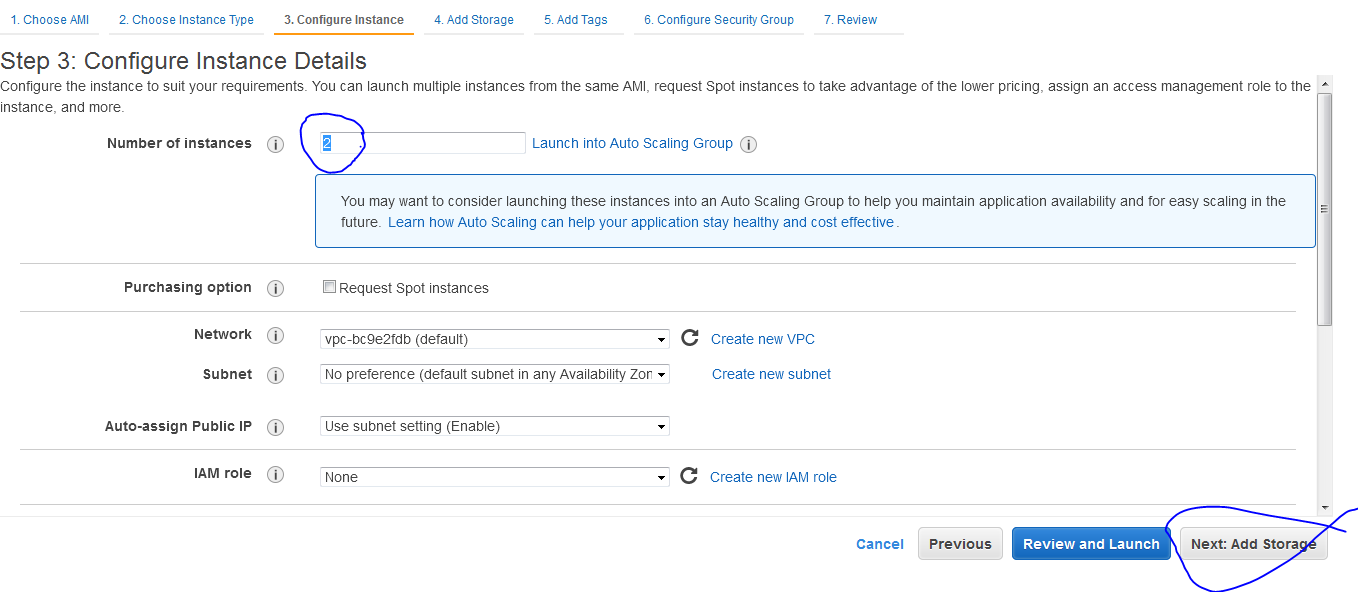 1. Choose AMI 2. Choose Instance Type 3. Configure Instance 4. Add Storage 5. Add Tags 6. Configure Security Group 7. Review
Step 3: Configure Instance Details
Configure the instance to suit your requirements. You can launch multiple instances from the same AMI, request Spot instances to take advantage of the lower pricing, assign an access management role to the
instance, and more.
Number of instances 2 Launch into Auto Scaling Group
You may want to consider launching these instances into an Auto Scaling Group to help you maintain application availability and for easy scaling in the
future. Learn how Auto Scaling can help your application stay healthy and cost effective.
Purchasing option Request Spot instances
Network vpc-bc9e2fdb (default) Create new VPC
Subnet No preference (default subnet in any Availability Zon Create new subnet
Auto-assign Public IP Use subnet setting (Enable)
IAM role None Create new IAM role
Cancel Previous Review and Launch Next: Add Storage